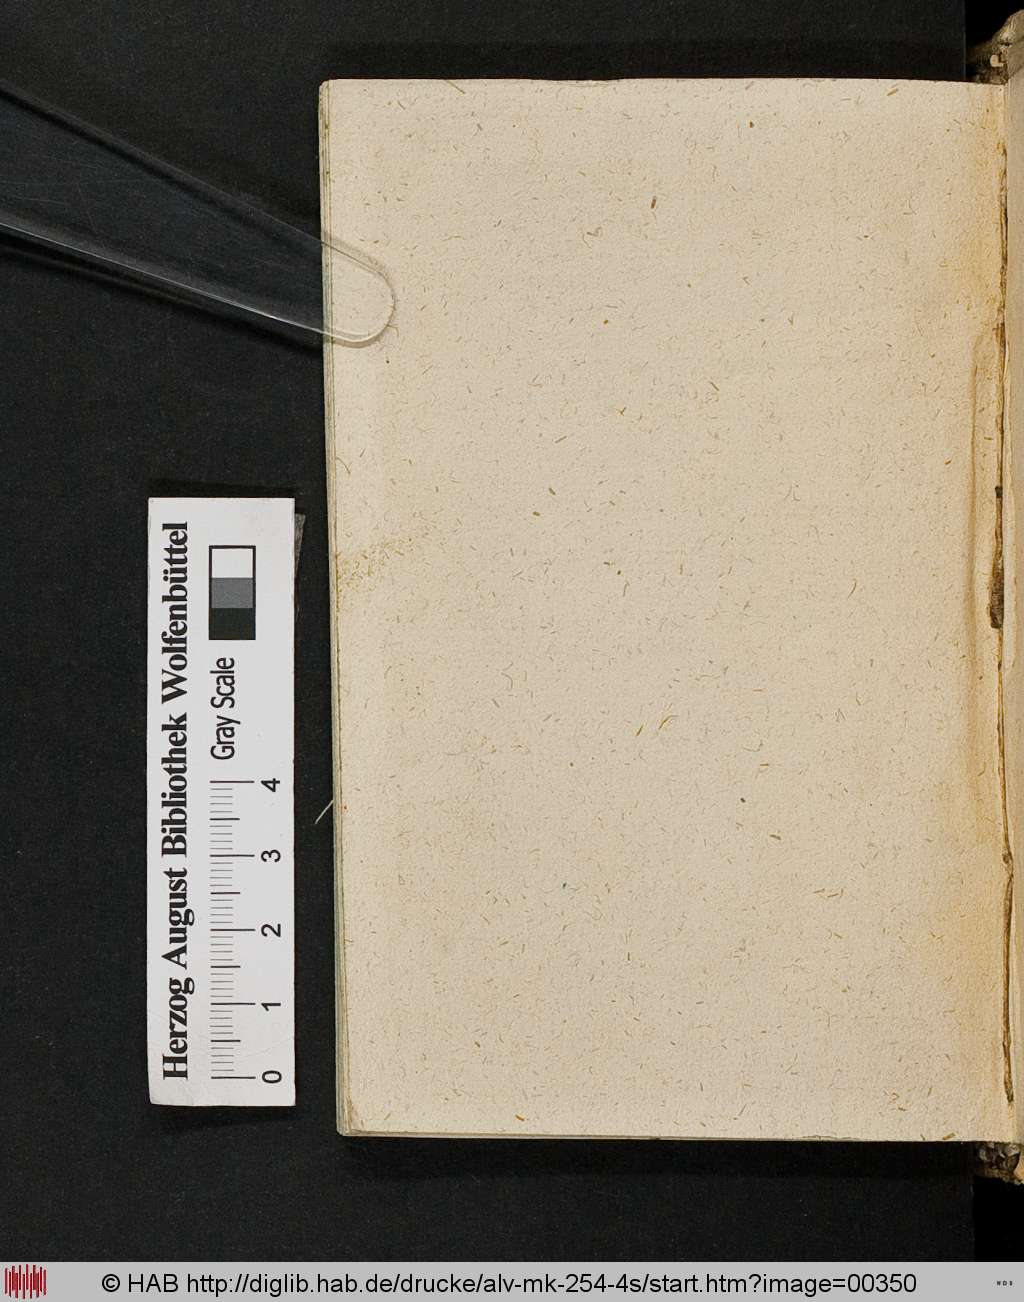 Herzog August Bibliothek Wolfenbüttel
Gray Scale
0 1 2 3 4
© HAB http://diglib.hab.de/drucke/alv-mk-254-4s/start.htm?image=00350